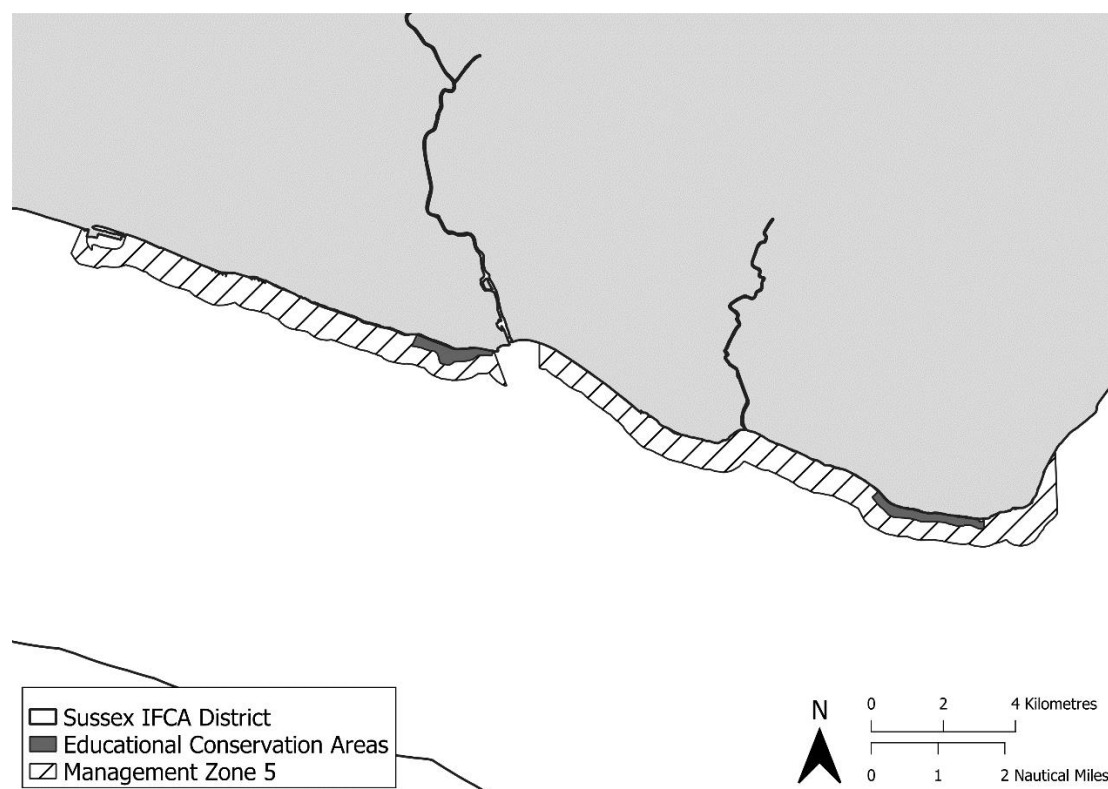 Sussex IFCA District
Educational Conservation Areas
Management Zone 5
N
0 2 4 Kilometres
0 1 2 Nautical Miles